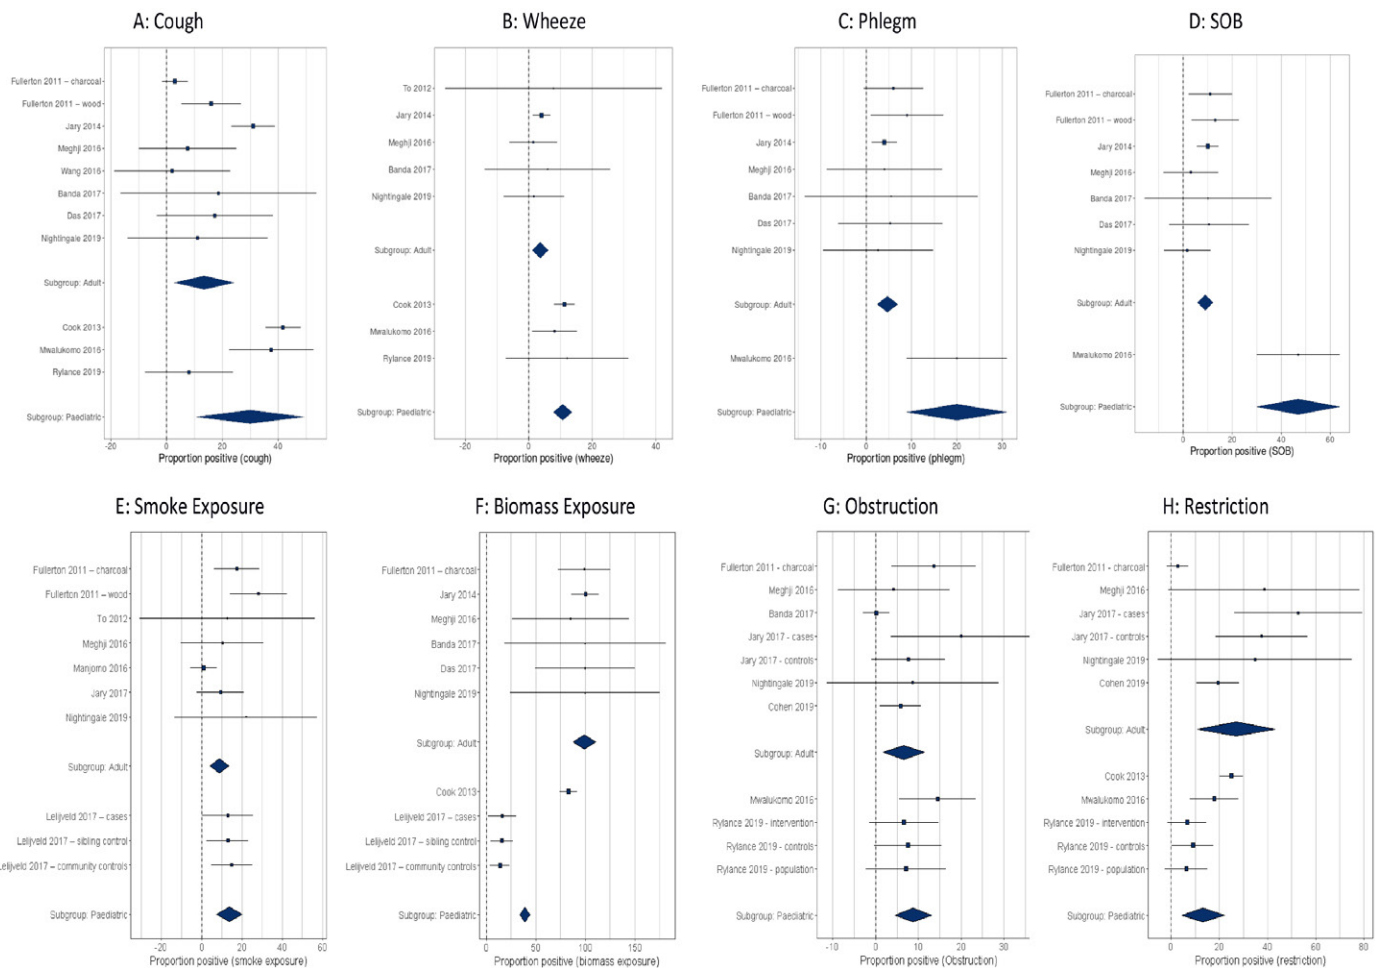 A: Cough
Fullerton 2011 – charcoal
Fullerton 2011 – wood
Jary 2014
Meghji 2016
Wang 2016
Banda 2017
Das 2017
Nightingale 2019
Subgroup: Adult
Cook 2013
Mwalukomo 2016
Rylance 2019
Subgroup: Paediatric
-20 0 20 40
Proportion positive (cough)
B: Wheeze
To 2012
Jary 2014
Meghji 2016
Banda 2017
Nightingale 2019
Subgroup: Adult
Cook 2013
Mwalukomo 2016
Rylance 2019
Subgroup: Paediatric
-20 0 20 40
Proportion positive (wheeze)
C: Phlegm
Fullerton 2011 – charcoal
Fullerton 2011 – wood
Jary 2014
Meghji 2016
Banda 2017
Das 2017
Nightingale 2019
Subgroup: Adult
Mwalukomo 2016
Subgroup: Paediatric
-10 0 10 20 30
Proportion positive (phlegm)
D: SOB
Fullerton 2011 – charcoal
Fullerton 2011 – wood
Jary 2014
Meghji 2016
Banda 2017
Das 2017
Nightingale 2019
Subgroup: Adult
Mwalukomo 2016
Subgroup: Paediatric
0 20 40 60
Proportion positive (SOB)
E: Smoke Exposure
Fullerton 2011 – charcoal
Fullerton 2011 – wood
To 2012
Meghji 2016
Manjomo 2016
Jary 2017
Nightingale 2019
Subgroup: Adult
Lelijveld 2017 – cases
Lelijveld 2017 – sibling control
Lelijveld 2017 – community controls
Subgroup: Paediatric
-20 0 20 40 60
Proportion positive (smoke exposure)
F: Biomass Exposure
Fullerton 2011 – charcoal
Jary 2014
Meghji 2016
Banda 2017
Das 2017
Nightingale 2019
Subgroup: Adult
Cook 2013
Lelijveld 2017 – cases
Lelijveld 2017 – sibling control
Lelijveld 2017 – community controls
Subgroup: Paediatric
0 50 100 150
Proportion positive (biomass exposure)
G: Obstruction
Fullerton 2011 - charcoal
Meghji 2016
Banda 2017
Jary 2017 - cases
Jary 2017 - controls
Nightingale 2019
Cohen 2019
Subgroup: Adult
Mwalukomo 2016
Rylance 2019 - intervention
Rylance 2019 - controls
Rylance 2019 - population
Subgroup: Paediatric
-10 0 10 20 30
Proportion positive (Obstruction)
H: Restriction
Fullerton 2011 - charcoal
Meghji 2016
Jary 2017 - cases
Jary 2017 - controls
Nightingale 2019
Cohen 2019
Subgroup: Adult
Cook 2013
Mwalukomo 2016
Rylance 2019 - intervention
Rylance 2019 - controls
Rylance 2019 - population
Subgroup: Paediatric
0 20 40 60 80
Proportion positive (restriction)